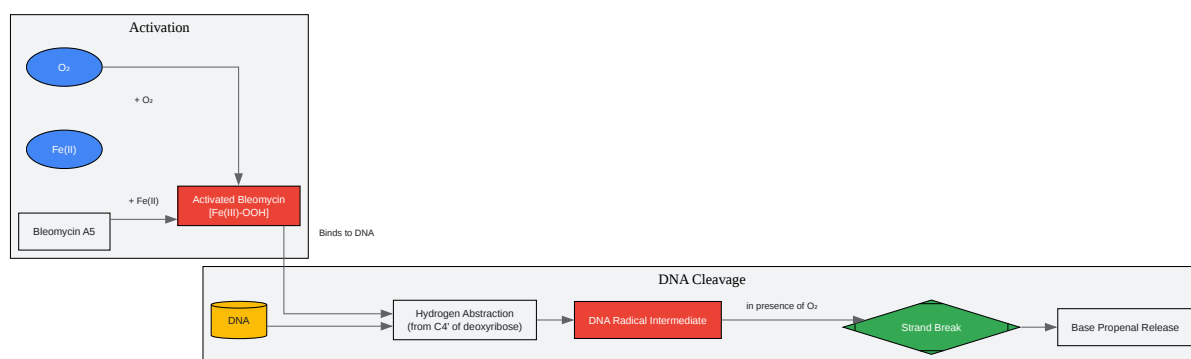 Activation
O₂
+ O₂
Fe(II)
+ Fe(II)
Activated Bleomycin
[Fe(III)-OOH]
Bleomycin A5
Binds to DNA
DNA Cleavage
DNA
Hydrogen Abstraction
(from C4' of deoxyribose)
DNA Radical Intermediate
in presence of O₂
Strand Break
Base Propenal Release